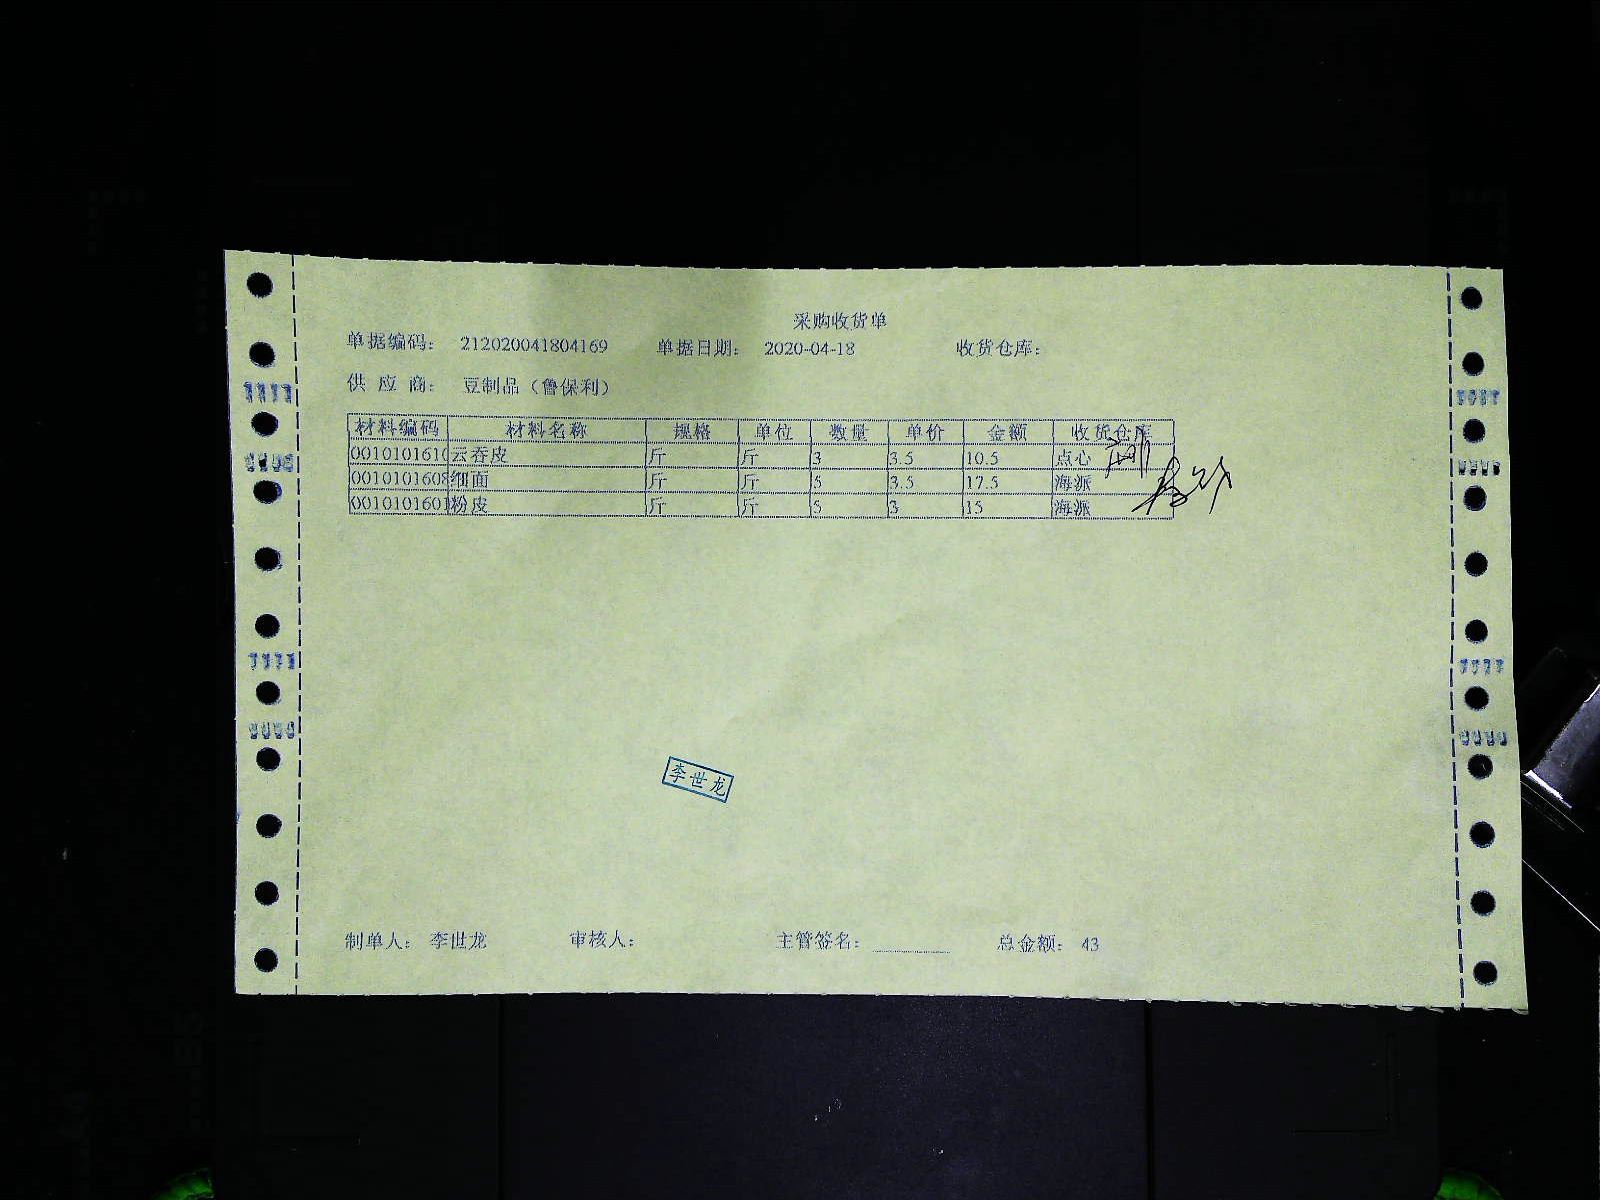 采购收货单
单据编码： 212020041804169 单据日期： 2020-04-18 收货仓库：
供 应 商： 豆制品（鲁保利）
材料编码 材料名称 规格 单位 数量 单价 金额 收货仓库
0010101610 云吞皮 斤 斤 3 3.5 10.5 点心
0010101608 细面 斤 斤 5 3.5 17.5 海派
0010101601 粉皮 斤 斤 5 3 15 海派
李世龙
制单人： 李世龙 审核人： 主管签名： 总金额： 43